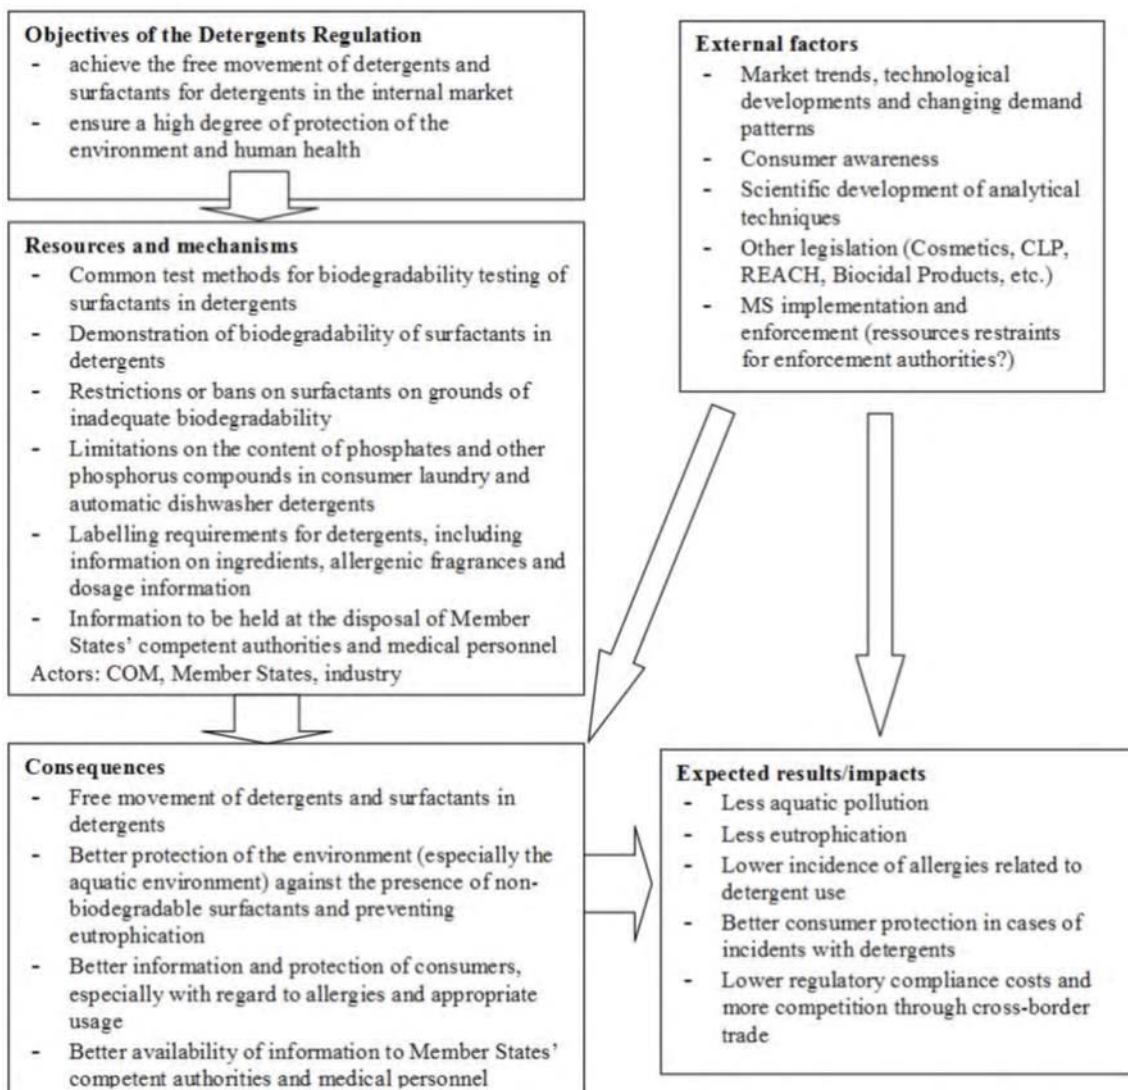 Objectives of the Detergents Regulation
- achieve the free movement of detergents and
surfactants for detergents in the internal market
- ensure a high degree of protection of the
environment and human health
Resources and mechanisms
- Common test methods for biodegradability testing of
surfactants in detergents
- Demonstration of biodegradability of surfactants in
detergents
- Restrictions or bans on surfactants on grounds of
inadequate biodegradability
- Limitations on the content of phosphates and other
phosphorus compounds in consumer laundry and
automatic dishwasher detergents
- Labelling requirements for detergents, including
information on ingredients, allergenic fragrances and
dosage information
- Information to be held at the disposal of Member
States’ competent authorities and medical personnel
Actors: COM, Member States, industry
Consequences
- Free movement of detergents and surfactants in
detergents
- Better protection of the environment (especially the
aquatic environment) against the presence of non-
biodegradable surfactants and preventing
eutrophication
- Better information and protection of consumers,
especially with regard to allergies and appropriate
usage
- Better availability of information to Member States’
competent authorities and medical personnel
External factors
- Market trends, technological
developments and changing demand
patterns
- Consumer awareness
- Scientific development of analytical
techniques
- Other legislation (Cosmetics, CLP,
REACH, Biocidal Products, etc.)
- MS implementation and
enforcement (ressources restraints
for enforcement authorities?)
Expected results/impacts
- Less aquatic pollution
- Less eutrophication
- Lower incidence of allergies related to
detergent use
- Better consumer protection in cases of
incidents with detergents
- Lower regulatory compliance costs and
more competition through cross-border
trade